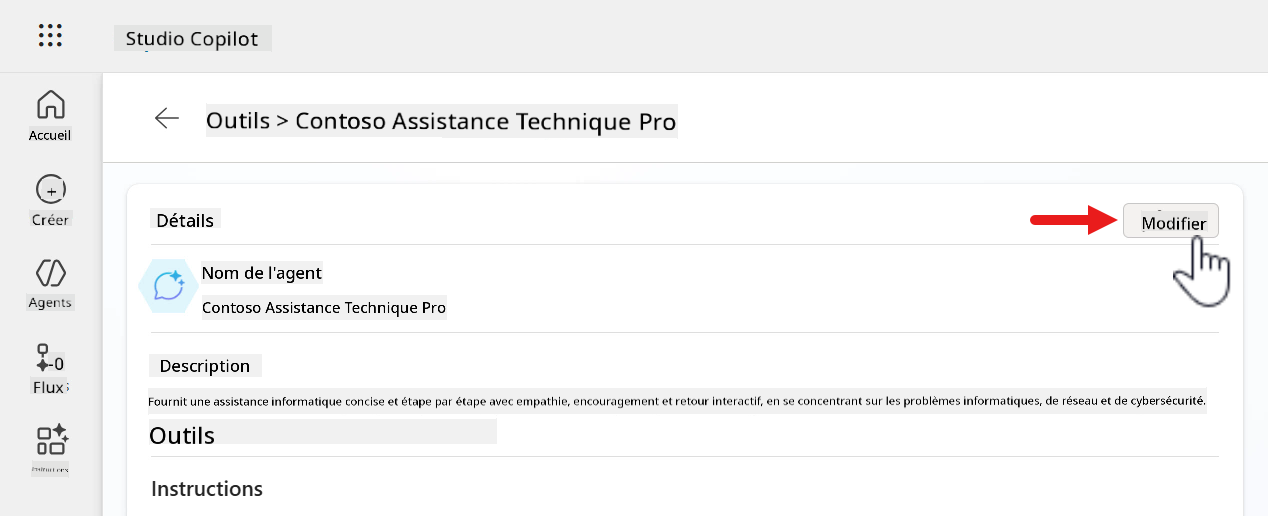 Studio Copilot
Outils > Contoso Assistance Technique Pro
Accueil
Créer
Agents
Flux
Détails
Modifier
Nom de l'agent
Contoso Assistance Technique Pro
Description
Fournit une assistance informatique concise et étape par étape avec empathie, encouragement et retour interactif, en se concentrant sur les problèmes informatiques, de réseau et de cybersécurité.
Outils
Instructions